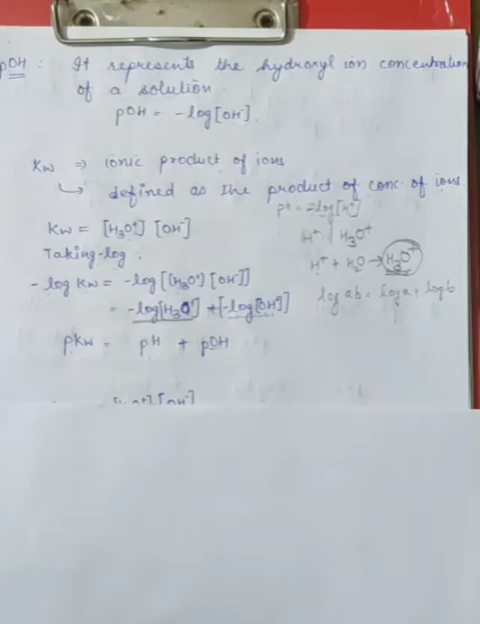 pOH : It represents the hydroxyl ion concentration
of a solution
pOH = -log[OH⁻].
Kw ⇒ ionic product of ions
↳ defined as the product of conc. of ions
Kw = [H₃O⁺] [OH⁻]
Taking log.
-log Kw = -log[(H₃O⁺) [OH⁻]]
= -log[H₃O⁺] + [-log[OH⁻]]
pKw = pH + pOH
-log[H⁺]
H⁺ H₃O⁺
H⁺ + H₂O → H₃O⁺
log ab = log a + log b
[OH⁻]